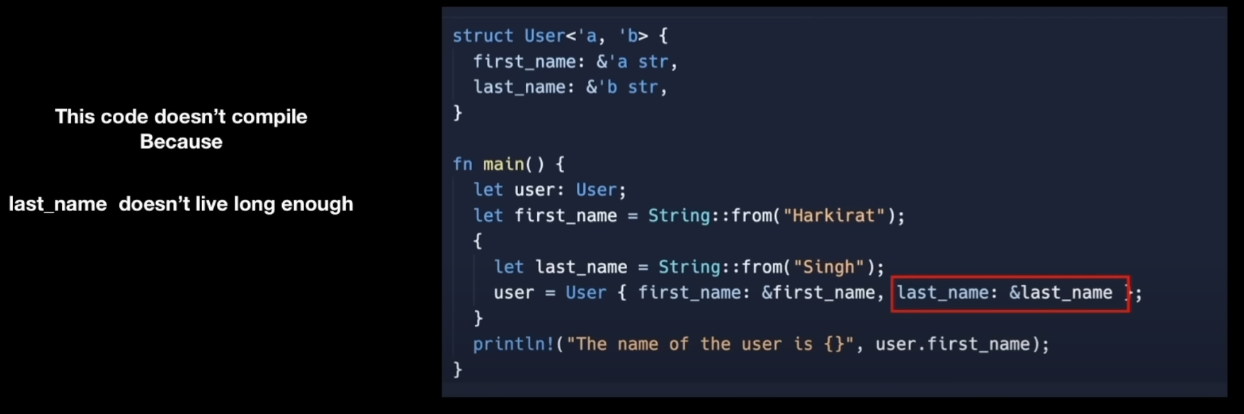 This code doesn't compile
Because
last_name doesn't live long enough
struct User<'a, 'b> {
first_name: &'a str,
last_name: &'b str,
}
fn main() {
let user: User;
let first_name = String::from("Harkirat");
{
let last_name = String::from("Singh");
user = User { first_name: &first_name, last_name: &last_name };
}
println!("The name of the user is {}", user.first_name);
}